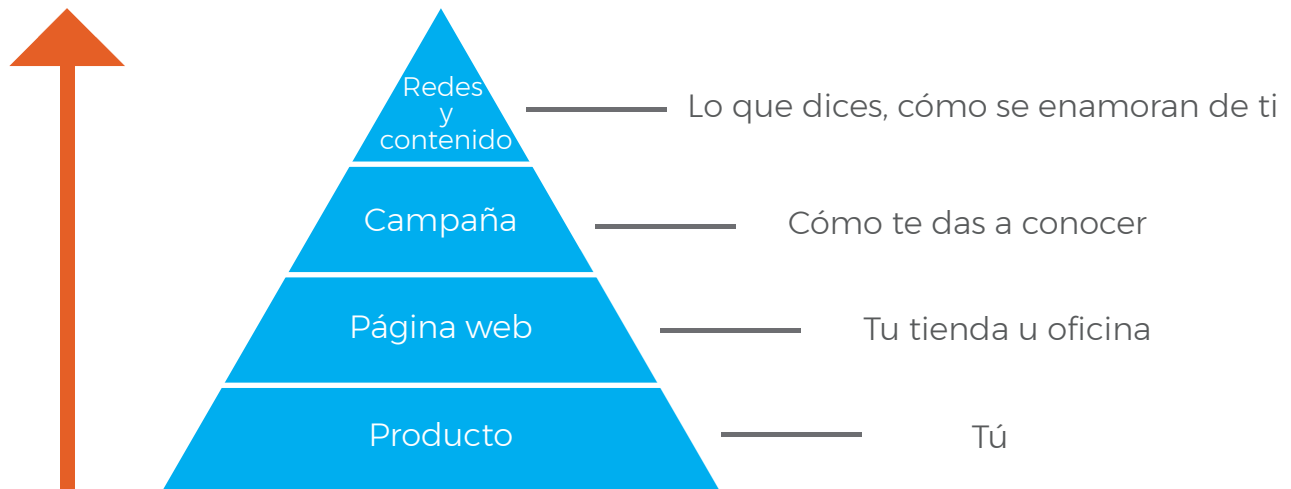 Redes
y
contenido
Lo que dices, cómo se enamoran de ti
Campaña
Cómo te das a conocer
Página web
Tu tienda u oficina
Producto
Tú